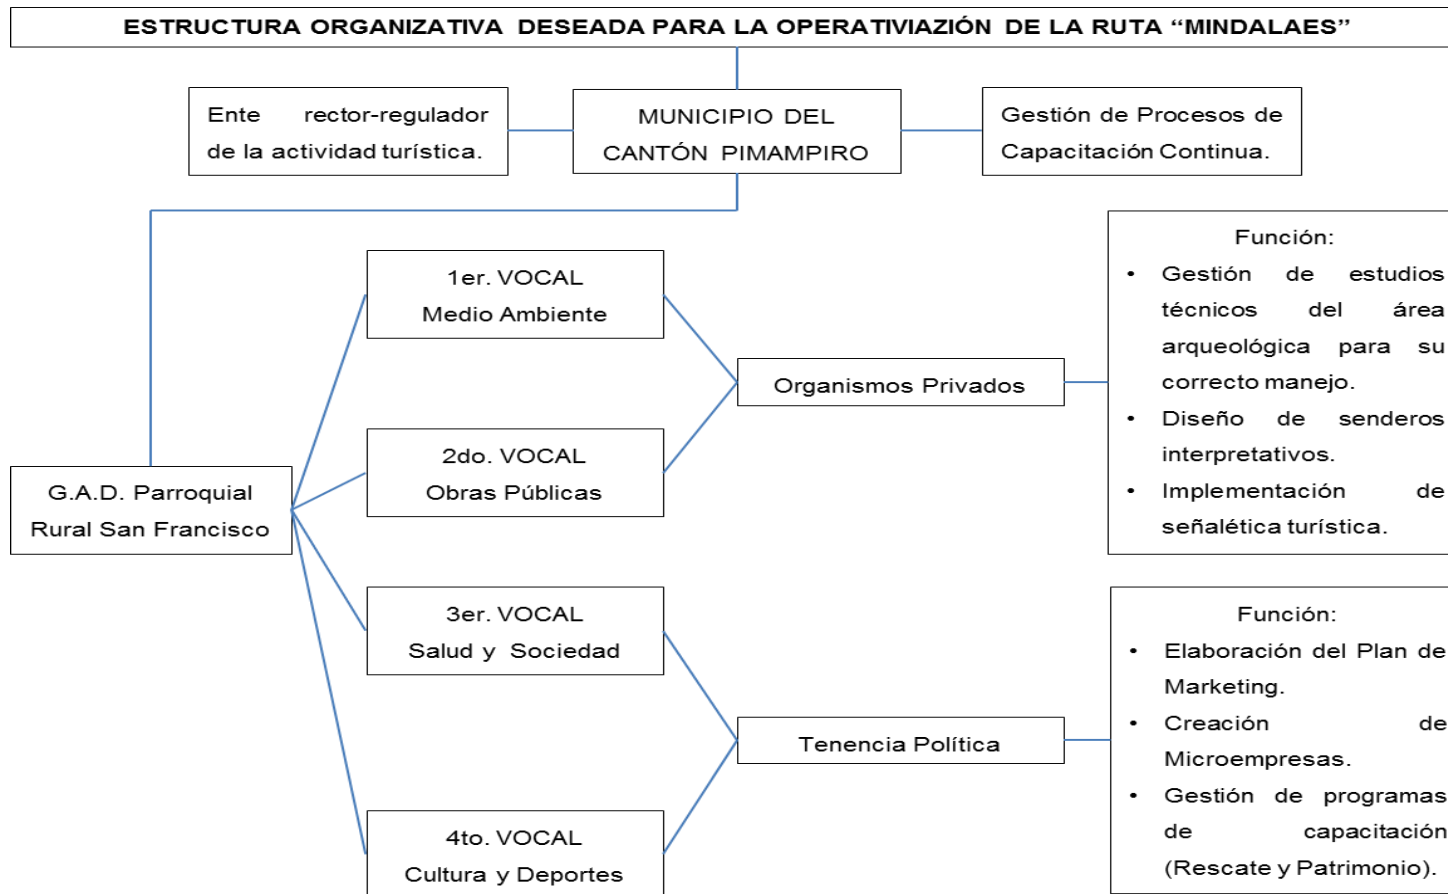 ESTRUCTURA ORGANIZATIVA DESEADA PARA LA OPERATIVIAZIÓN DE LA RUTA “MINDALAES”
Ente rector-regulador
de la actividad turística.
MUNICIPIO DEL
CANTÓN PIMAMPIRO
Gestión de Procesos de
Capacitación Continua.
G.A.D. Parroquial
Rural San Francisco
1er. VOCAL
Medio Ambiente
2do. VOCAL
Obras Públicas
3er. VOCAL
Salud y Sociedad
4to. VOCAL
Cultura y Deportes
Organismos Privados
Tenencia Política
Función:
• Gestión de estudios
técnicos del área
arqueológica para su
correcto manejo.
• Diseño de senderos
interpretativos.
• Implementación de
señalética turística.
Función:
• Elaboración del Plan de
Marketing.
• Creación de
Microempresas.
• Gestión de programas
de capacitación
(Rescate y Patrimonio).